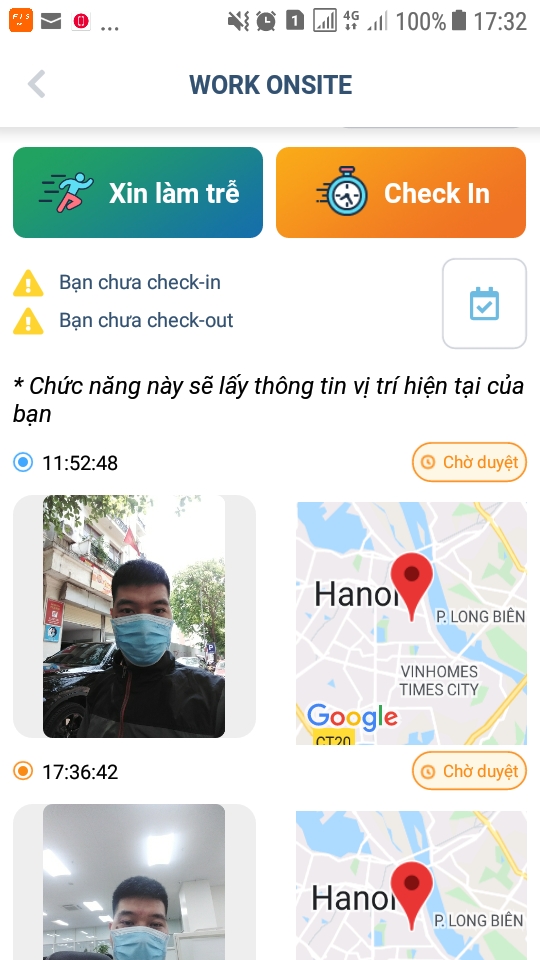 4G
1
100%
17:32
...
WORK ONSITE
Xin làm trễ
Check In
Bạn chưa check-in
Bạn chưa check-out
* Chức năng này sẽ lấy thông tin vị trí hiện tại của
bạn
11:52:48
Chờ duyệt
Hanoi
P. LONG BIÊN
VINHOMES
TIMES CITY
Google
CT20
17:36:42
Chờ duyệt
Hanoi
P. LONG BIÊN